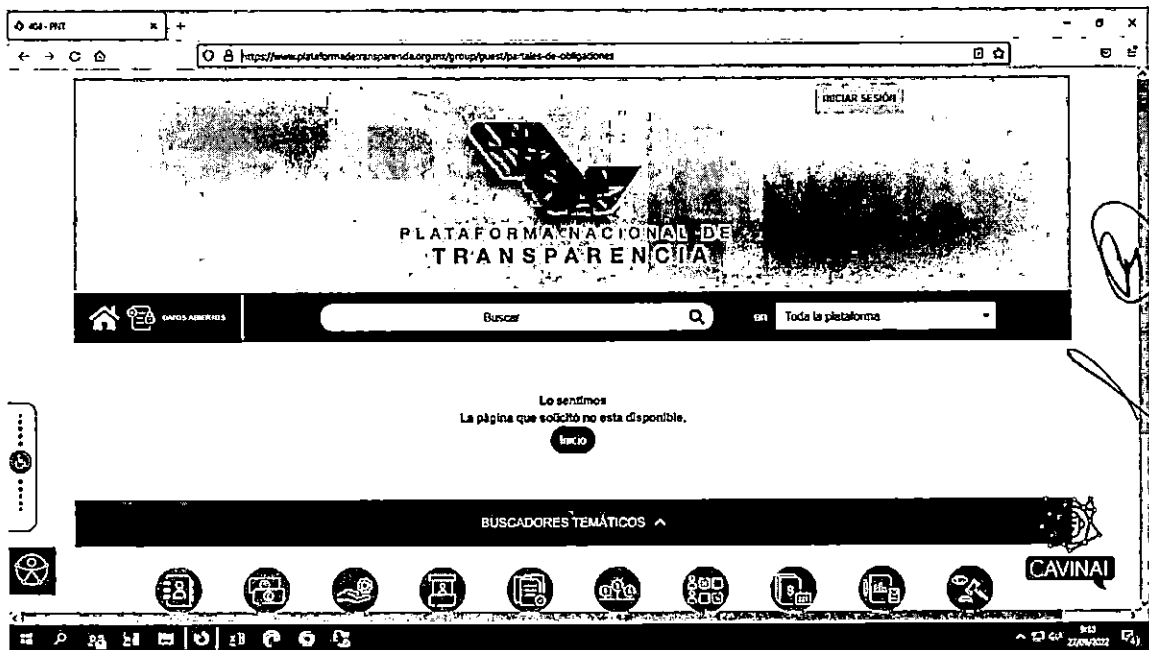 404 - PNT
https://www.plataformadetransparencia.org.mx/group/guest/portales-de-obligaciones
INICIAR SESIÓN
PLATAFORMA NACIONAL DE
TRANSPARENCIA
DATOS ABIERTOS
Buscar
en
Toda la plataforma
Lo sentimos
La página que solicitó no esta disponible.
Inicio
BUSCADORES TEMÁTICOS
CAVINAI
9:13